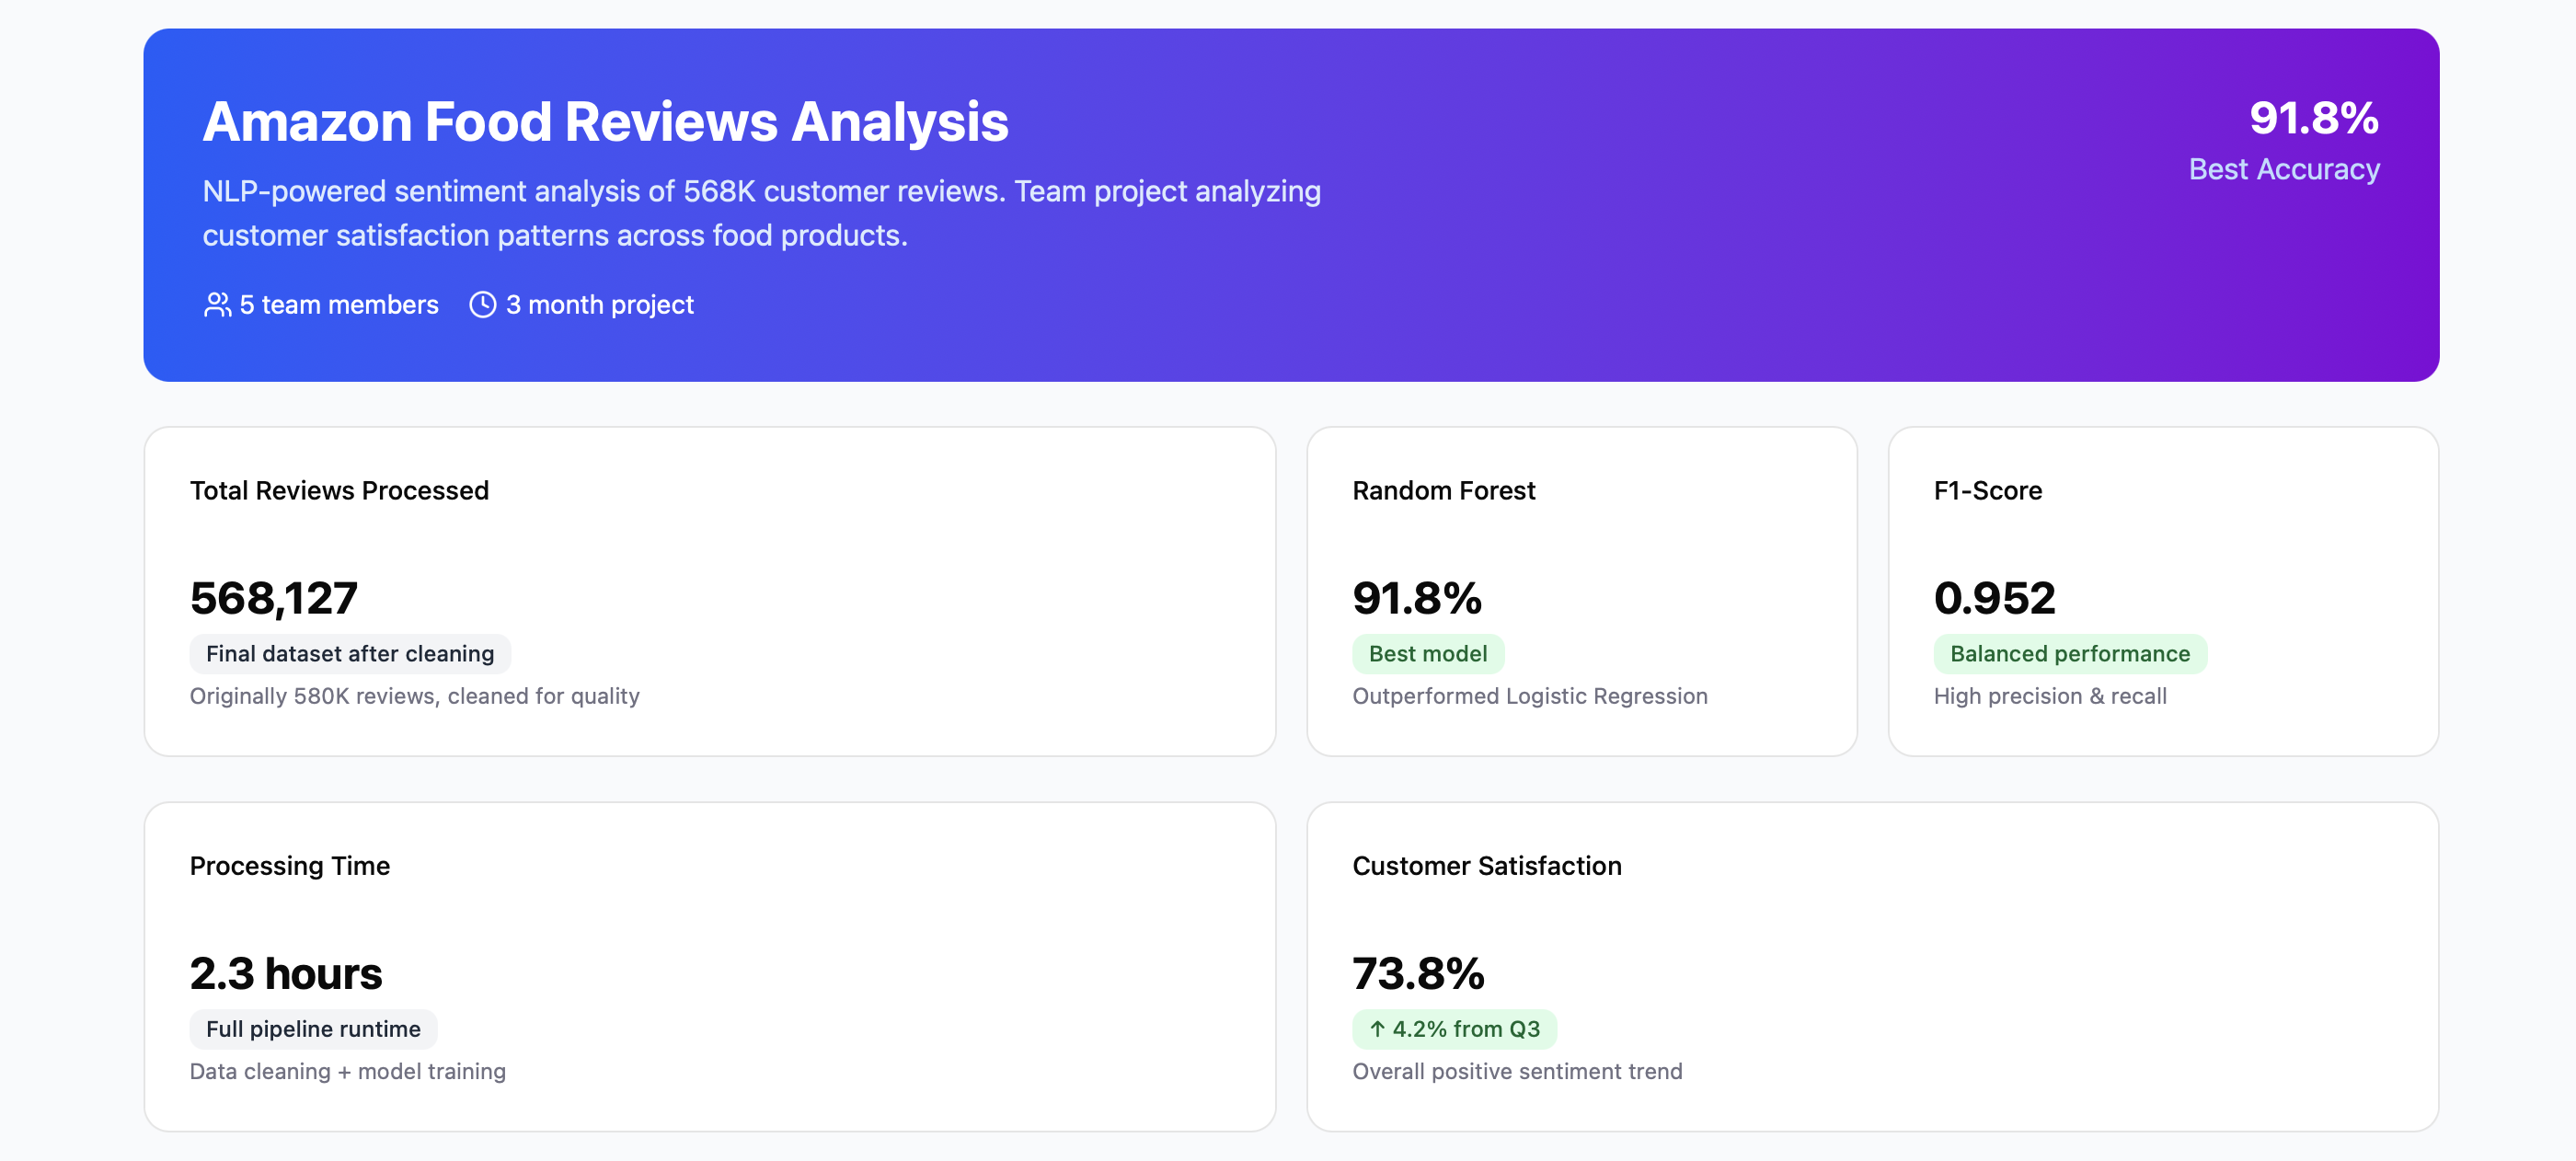 Amazon Food Reviews Analysis
NLP-powered sentiment analysis of 568K customer reviews. Team project analyzing
customer satisfaction patterns across food products.
5 team members
3 month project
91.8%
Best Accuracy
Total Reviews Processed
568,127
Final dataset after cleaning
Originally 580K reviews, cleaned for quality
Random Forest
91.8%
Best model
Outperformed Logistic Regression
F1-Score
0.952
Balanced performance
High precision & recall
Processing Time
2.3 hours
Full pipeline runtime
Data cleaning + model training
Customer Satisfaction
73.8%
↑ 4.2% from Q3
Overall positive sentiment trend